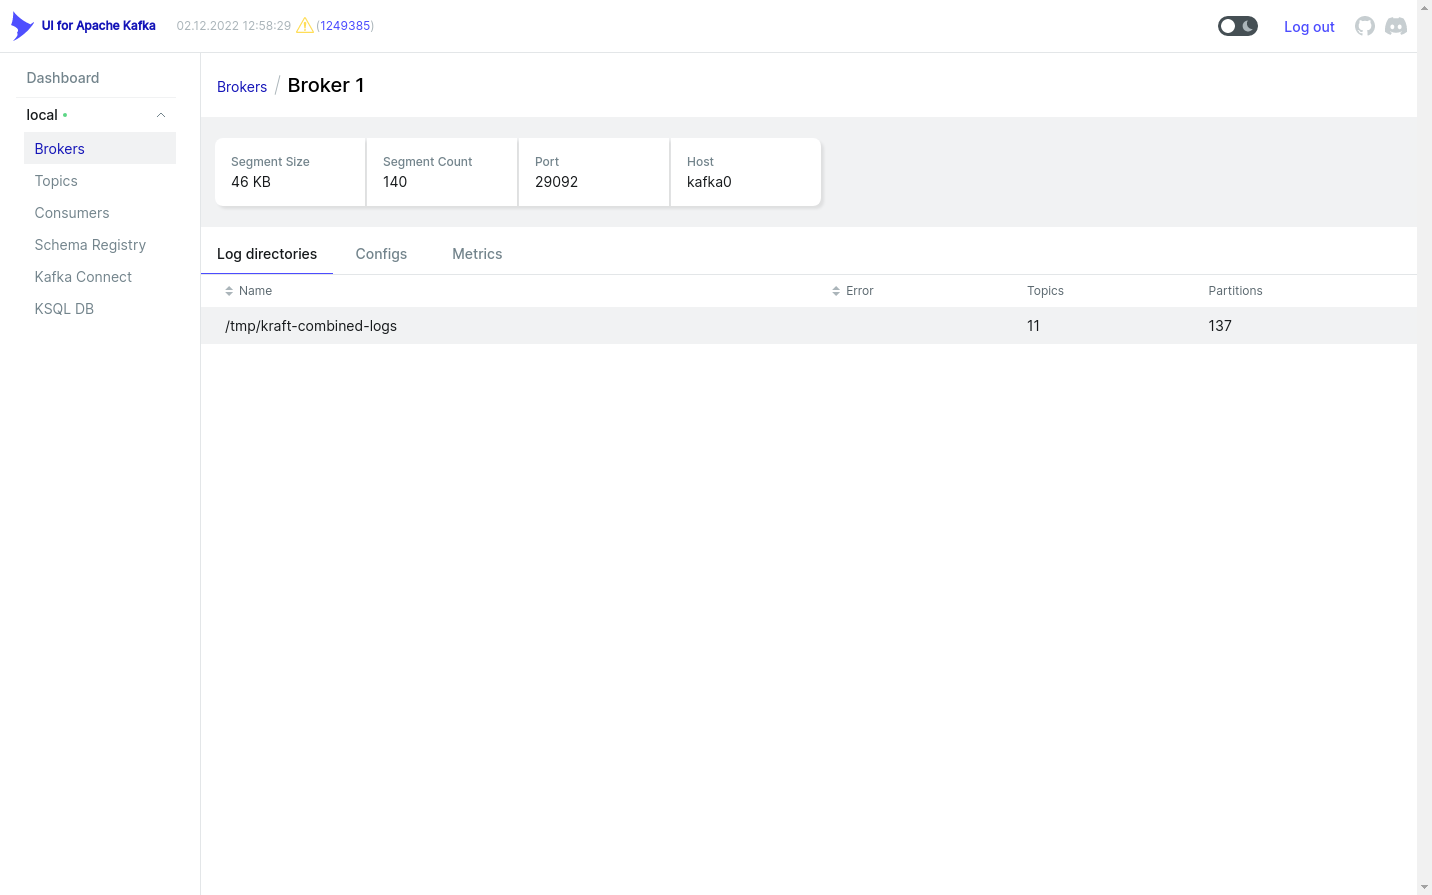 UI for Apache Kafka 02.12.2022 12:58:29 (1249385) Log out
Dashboard
local
Brokers
Topics
Consumers
Schema Registry
Kafka Connect
KSQL DB
Brokers / Broker 1
Segment Size
46 KB
Segment Count
140
Port
29092
Host
kafka0
Log directories Configs Metrics
Name Error Topics Partitions
/tmp/kraft-combined-logs 11 137